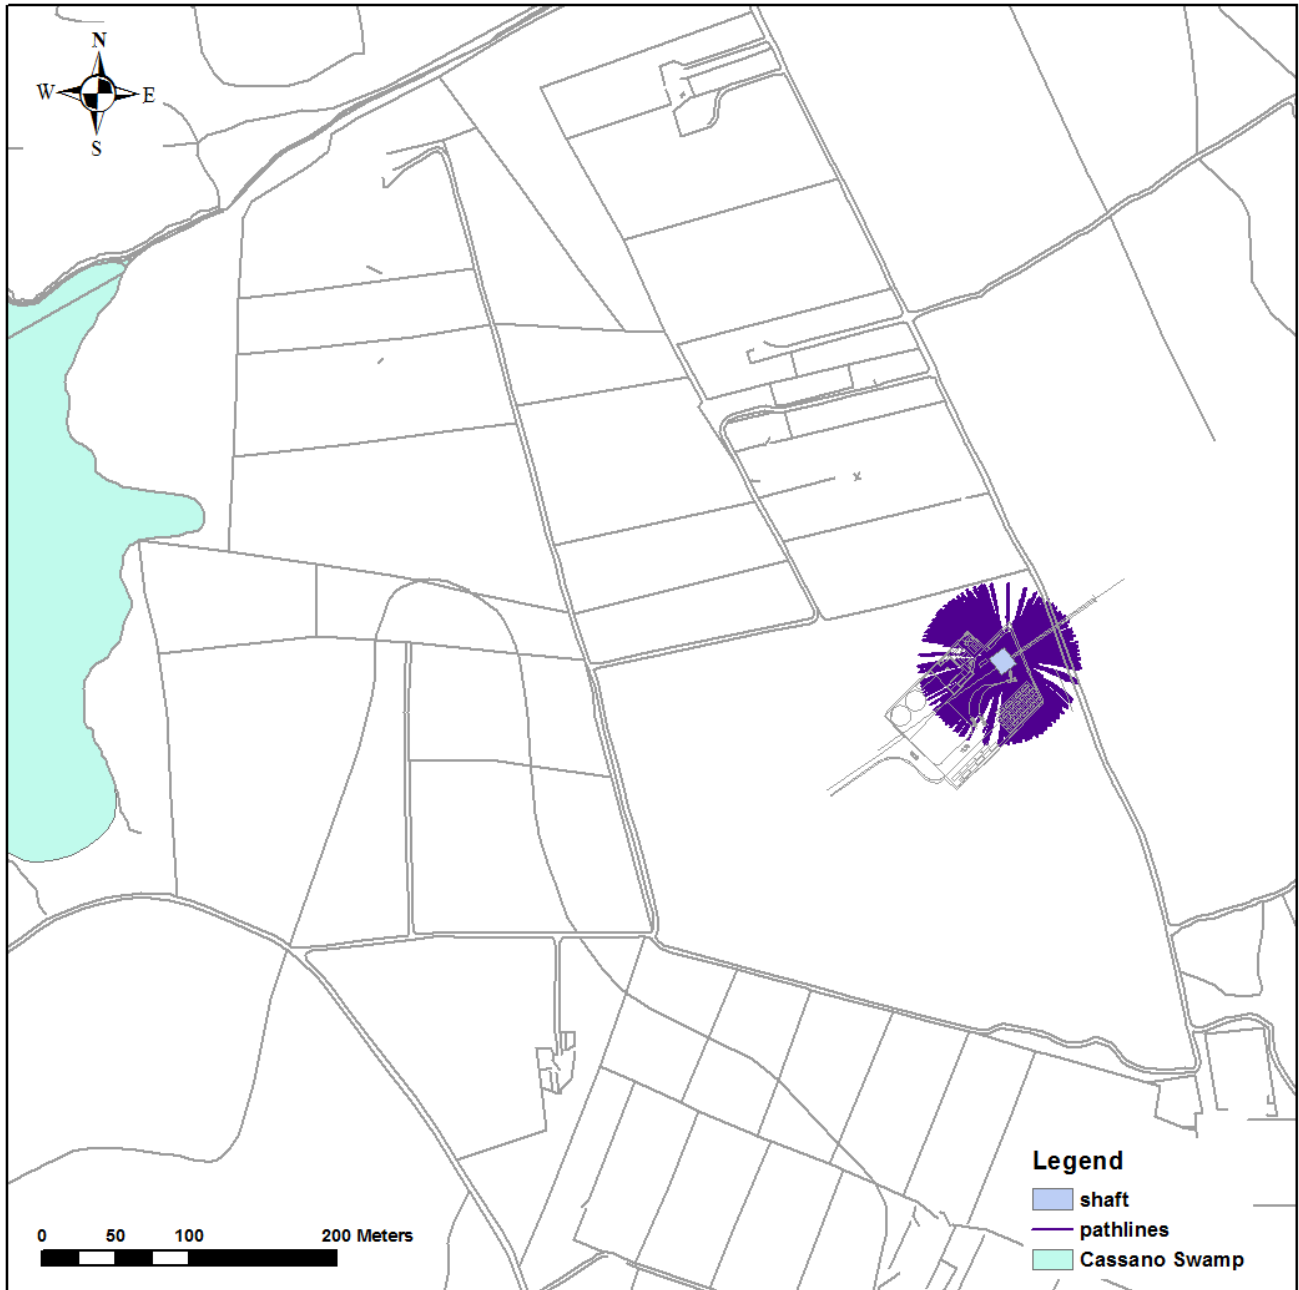 N
W E
S
Legend
shaft
pathlines
Cassano Swamp
0 50 100 200 Meters